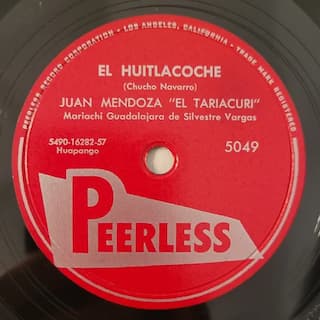 PEERLESS RECORD CORPORATION - LOS ANGELES, CALIFORNIA - TRADE MARK REGISTERED
EL HUITLACOCHE
(Chucho Navarro)
JUAN MENDOZA "EL TARIACURI"
Mariachi Guadalajara de Silvestre Vargas
5490-16282-57
Huapango
5049
PEERLESS